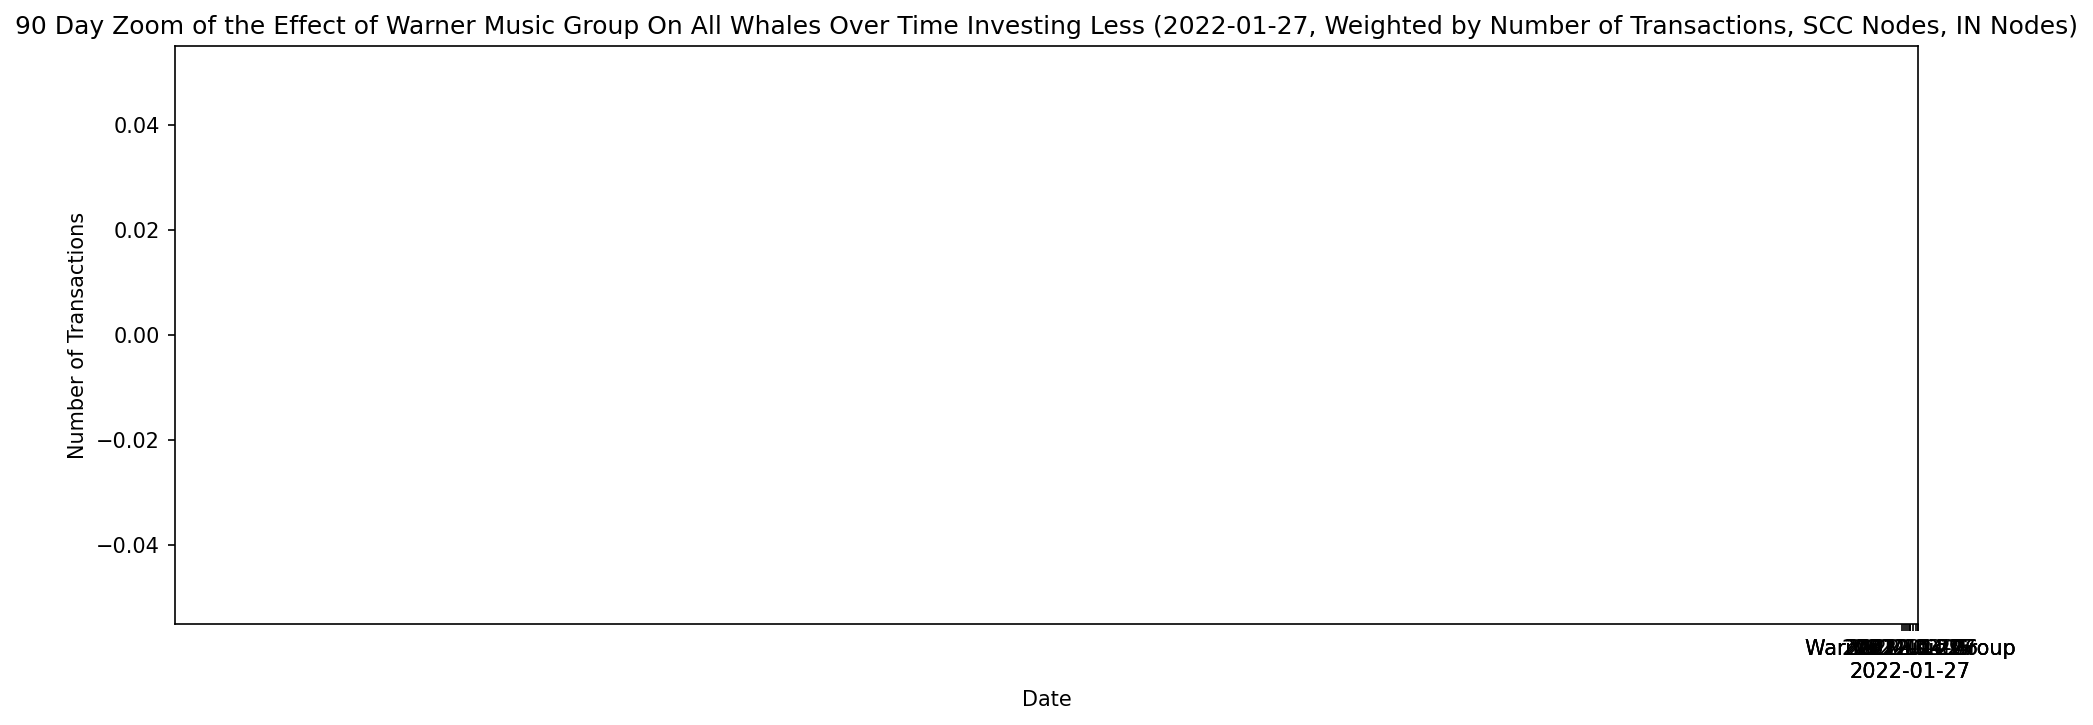 90 Day Zoom of the Effect of Warner Music Group On All Whales Over Time Investing Less (2022-01-27, Weighted by Number of Transactions, SCC Nodes, IN Nodes)
0.04
0.02
0.00
−0.02
−0.04
Number of Transactions
2022-01-27
Date